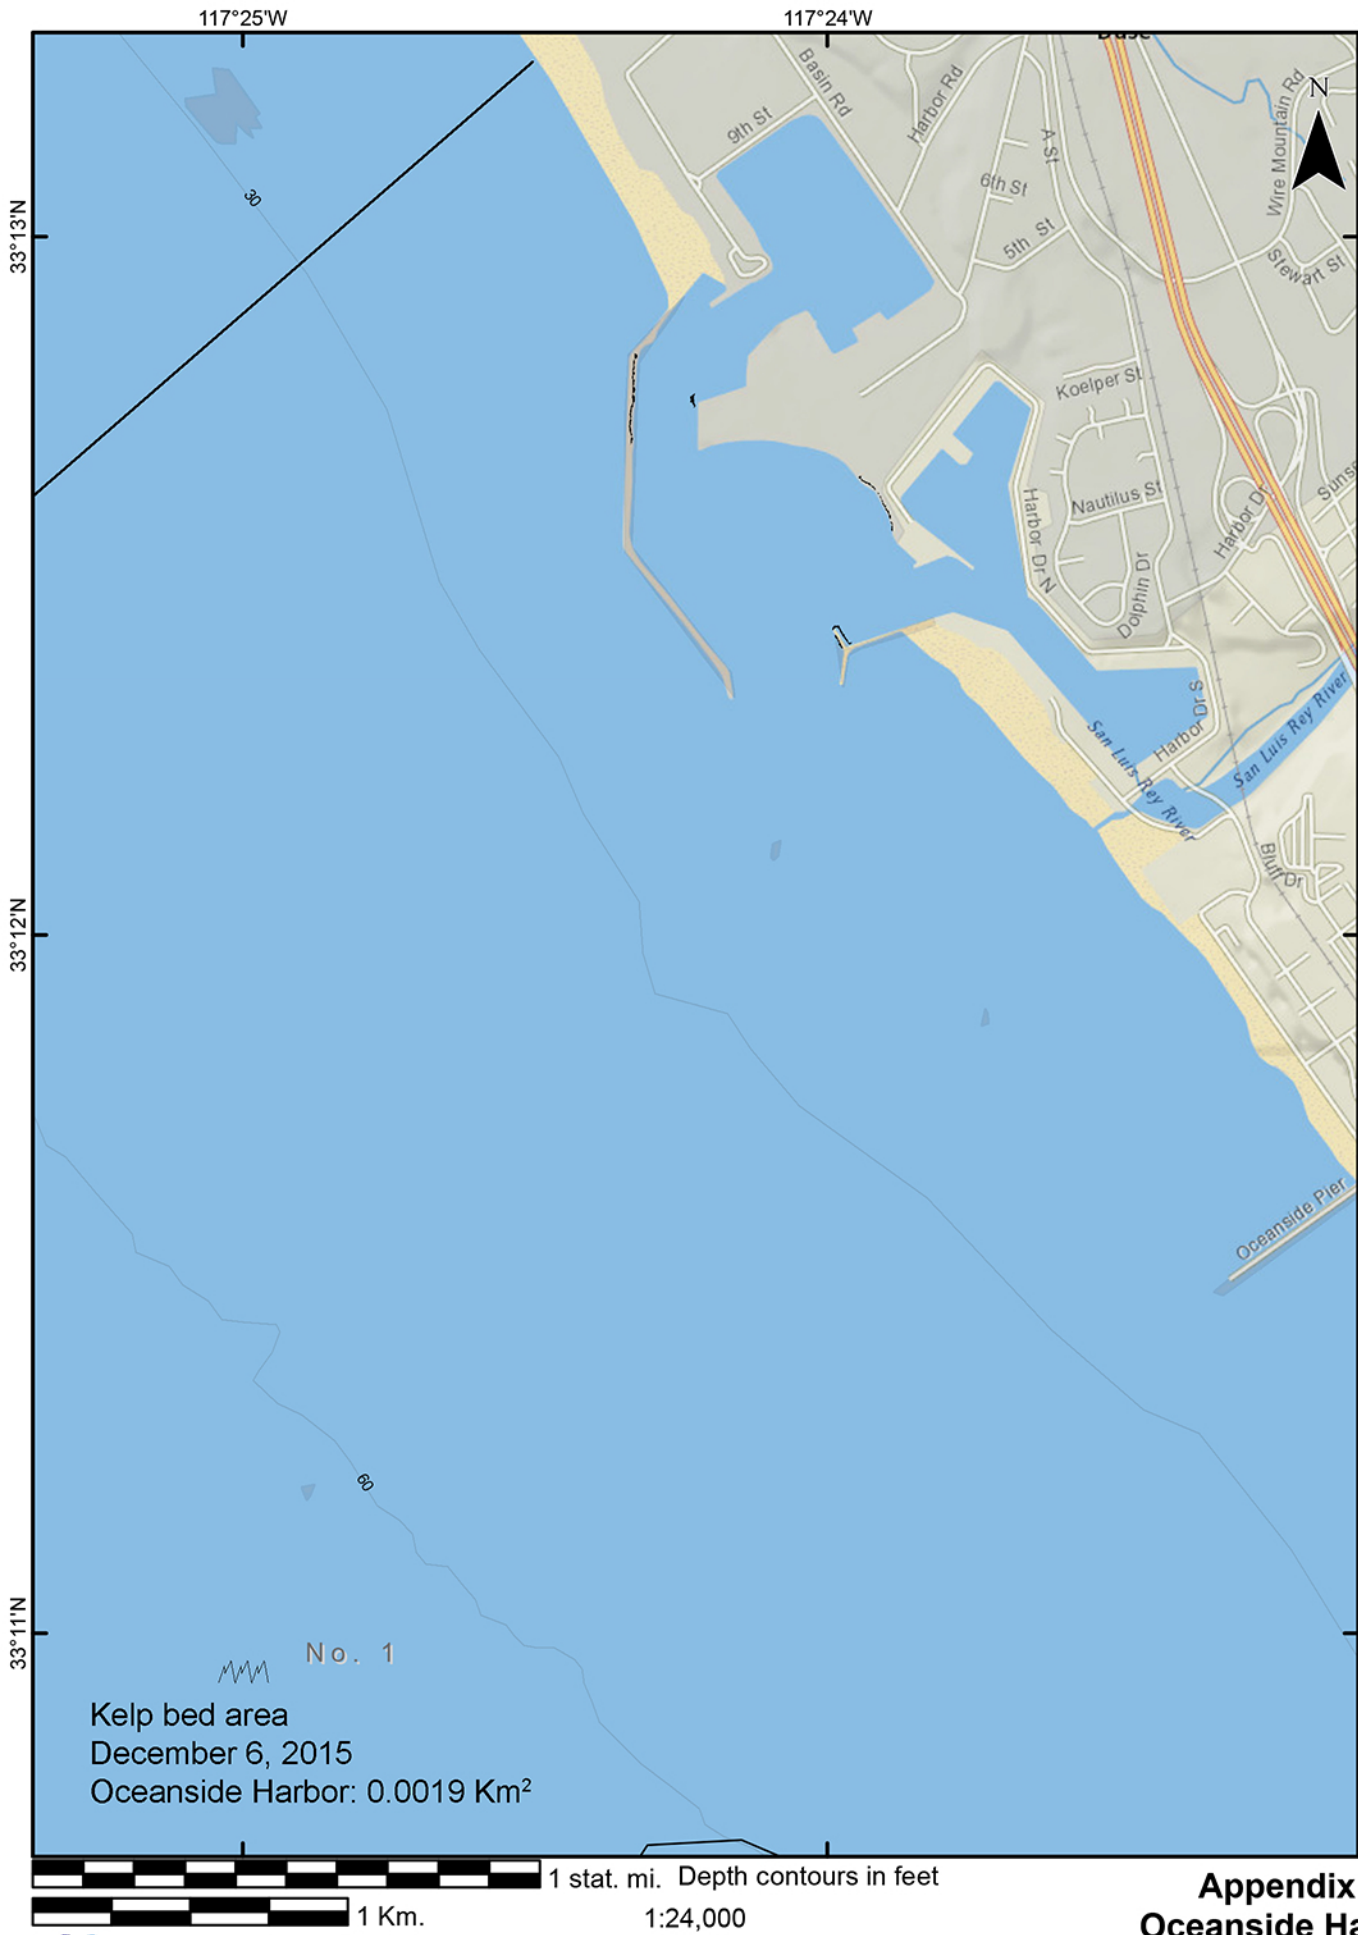 117°25'W
117°24'W
Base
Basin Rd
Harbor Rd
9th St
A St
Wire Mountain Rd
N
6th St
30
5th St
Stewart St
33°13'N
Koelper St
Nautilus St
Harbor Dr
Harbor Dr N
Dolphin Dr
San Luis Rey River
Harbor Dr S
San Luis Rey River
Bluff Dr
33°12'N
Oceanside Pier
60
33°11'N
No. 1
Kelp bed area
December 6, 2015
Oceanside Harbor: 0.0019 Km²
1 stat. mi. Depth contours in feet
1 Km.
1:24,000
Appendix
Oceanside Ha